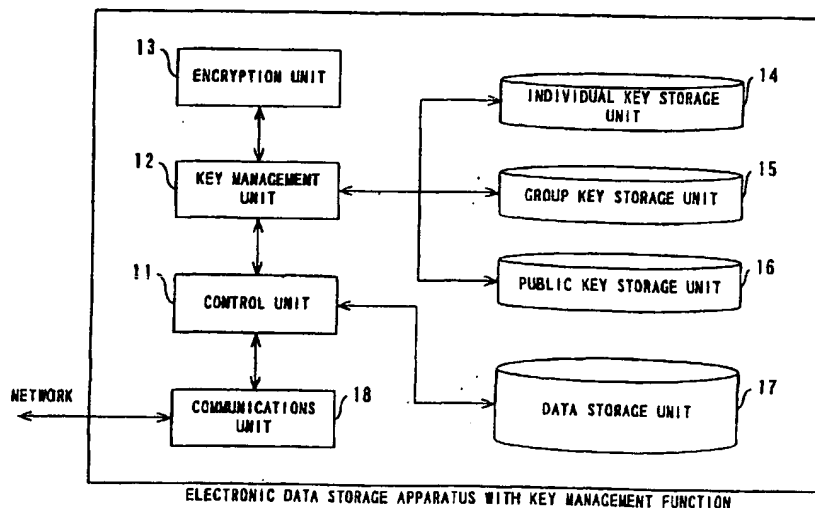 13
ENCRYPTION UNIT
14
INDIVIDUAL KEY STORAGE
UNIT
12
KEY MANAGEMENT
UNIT
15
GROUP KEY STORAGE UNIT
11
CONTROL UNIT
16
PUBLIC KEY STORAGE UNIT
NETWORK
COMMUNICATIONS
UNIT
18
17
DATA STORAGE UNIT
ELECTRONIC DATA STORAGE APPARATUS WITH KEY MANAGEMENT FUNCTION